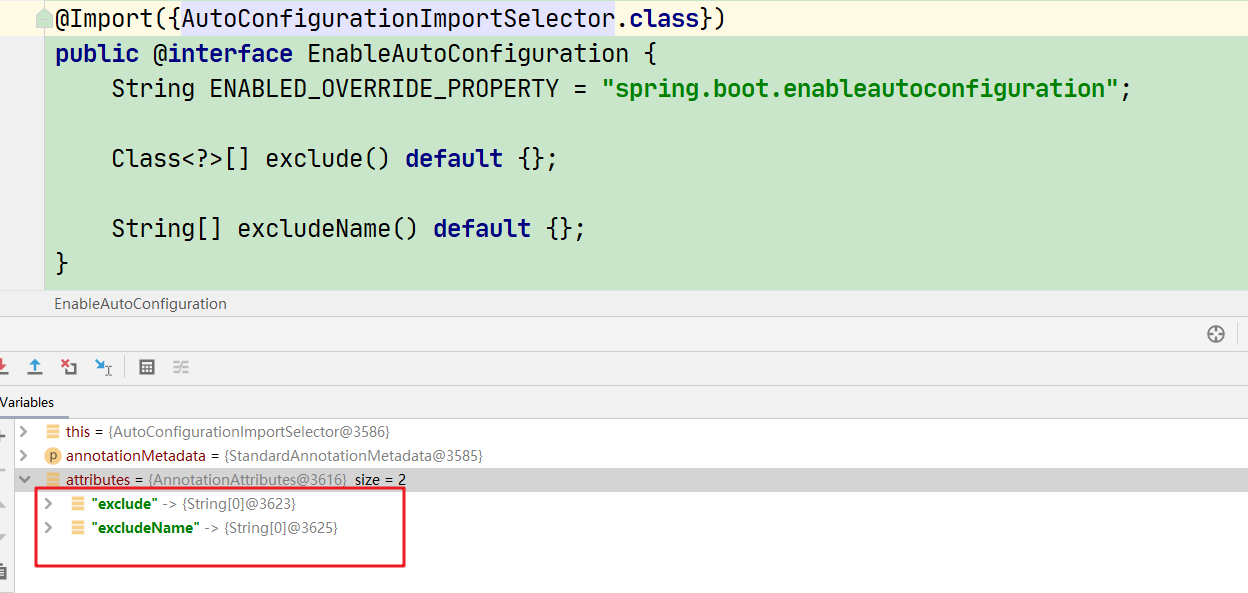 @Import({AutoConfigurationImportSelector.class})
public @interface EnableAutoConfiguration {
String ENABLED_OVERRIDE_PROPERTY = "spring.boot.enableautoconfiguration";
Class<?>[] exclude() default {};
String[] excludeName() default {};
}
EnableAutoConfiguration
Variables
this = {AutoConfigurationImportSelector@3586}
p annotationMetadata = {StandardAnnotationMetadata@3585}
attributes = {AnnotationAttributes@3616} size = 2
"exclude" -> {String[0]@3623}
"excludeName" -> {String[0]@3625}